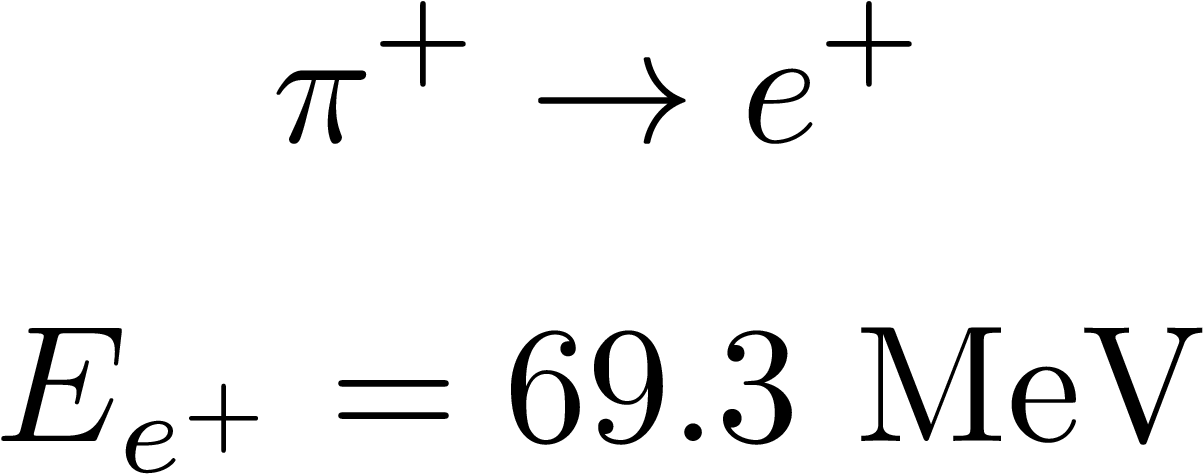 π⁺ → e⁺
E_{e⁺} = 69.3 MeV